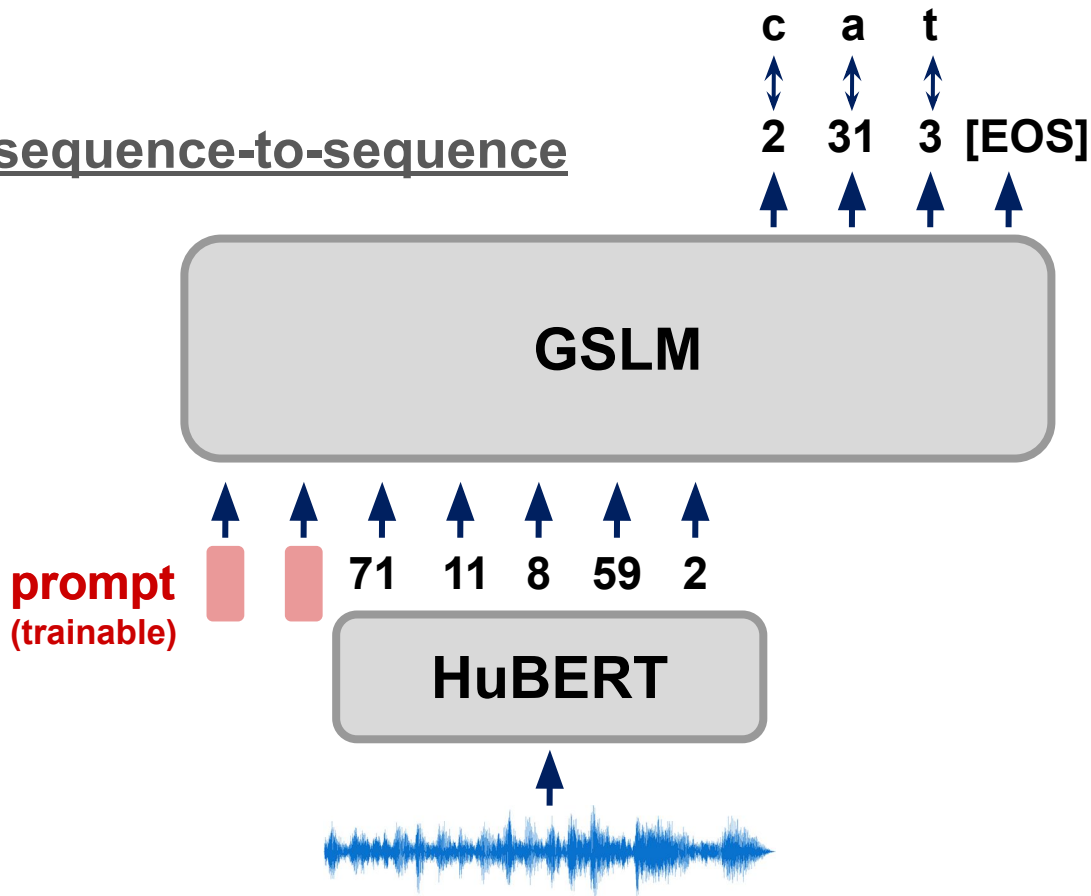 c a t
2 31 3 [EOS]
sequence-to-sequence
GSLM
71 11 8 59 2
prompt
(trainable)
HuBERT